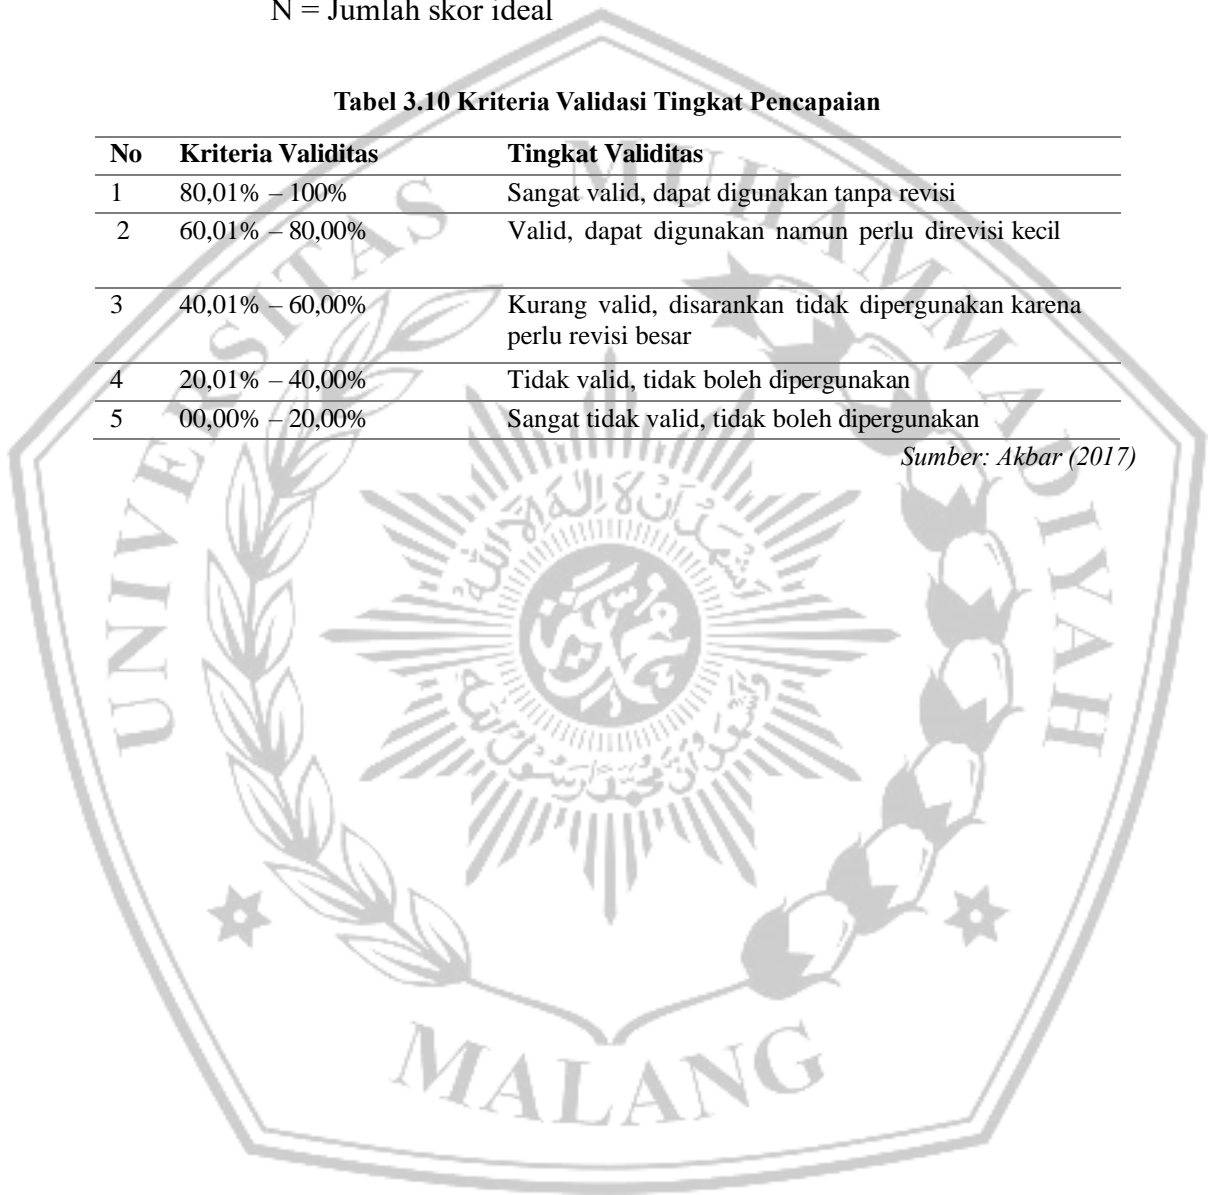 N = Jumlah skor ideal
Tabel 3.10 Kriteria Validasi Tingkat Pencapaian
No Kriteria Validitas Tingkat Validitas
1 80,01% – 100% Sangat valid, dapat digunakan tanpa revisi
2 60,01% – 80,00% Valid, dapat digunakan namun perlu direvisi kecil
3 40,01% – 60,00% Kurang valid, disarankan tidak dipergunakan karena
perlu revisi besar
4 20,01% – 40,00% Tidak valid, tidak boleh dipergunakan
5 00,00% – 20,00% Sangat tidak valid, tidak boleh dipergunakan
Sumber: Akbar (2017)
UNIVERSITAS MUHAMMADIYAH
MALANG